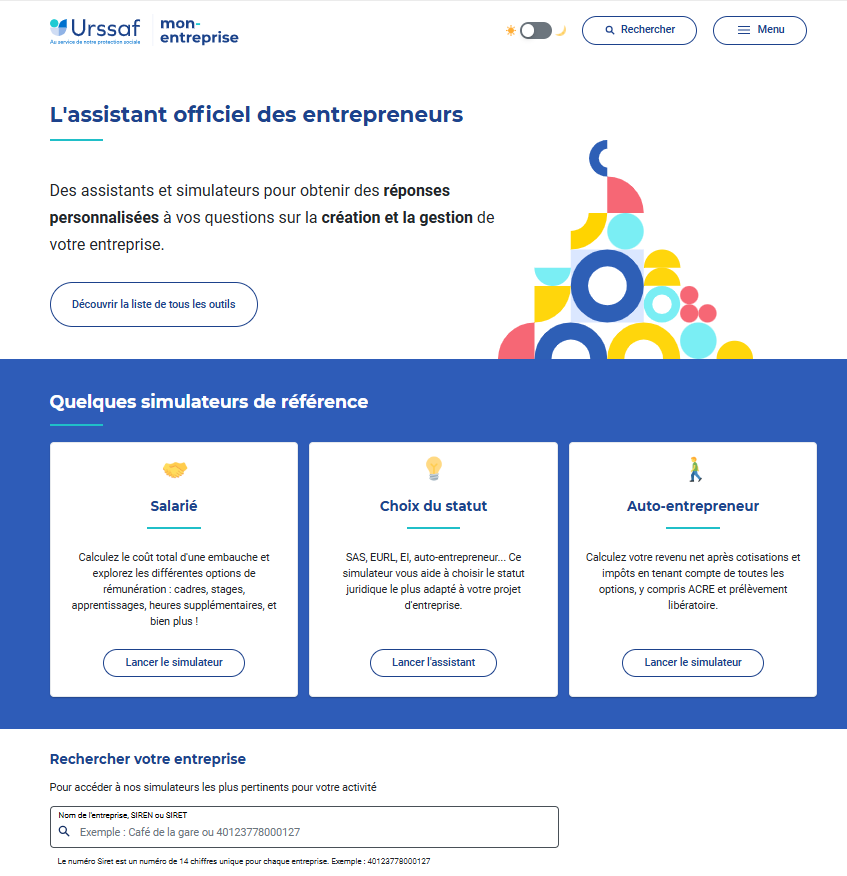 Urssaf
Au service de notre protection sociale
mon-
entreprise
Rechercher
Menu
L'assistant officiel des entrepreneurs
Des assistants et simulateurs pour obtenir des réponses
personnalisées à vos questions sur la création et la gestion de
votre entreprise.
Découvrir la liste de tous les outils
Quelques simulateurs de référence
Salarié
Calculez le coût total d'une embauche et
explorez les différentes options de
rémunération : cadres, stages,
apprentissages, heures supplémentaires, et
bien plus !
Lancer le simulateur
Choix du statut
SAS, EURL, EI, auto-entrepreneur... Ce
simulateur vous aide à choisir le statut
juridique le plus adapté à votre projet
d'entreprise.
Lancer l'assistant
Auto-entrepreneur
Calculez votre revenu net après cotisations et
impôts en tenant compte de toutes les
options, y compris ACRE et prélèvement
libératoire.
Lancer le simulateur
Rechercher votre entreprise
Pour accéder à nos simulateurs les plus pertinents pour votre activité
Nom de l'entreprise, SIREN ou SIRET
Exemple : Café de la gare ou 40123778000127
Le numéro Siret est un numéro de 14 chiffres unique pour chaque entreprise. Exemple : 40123778000127